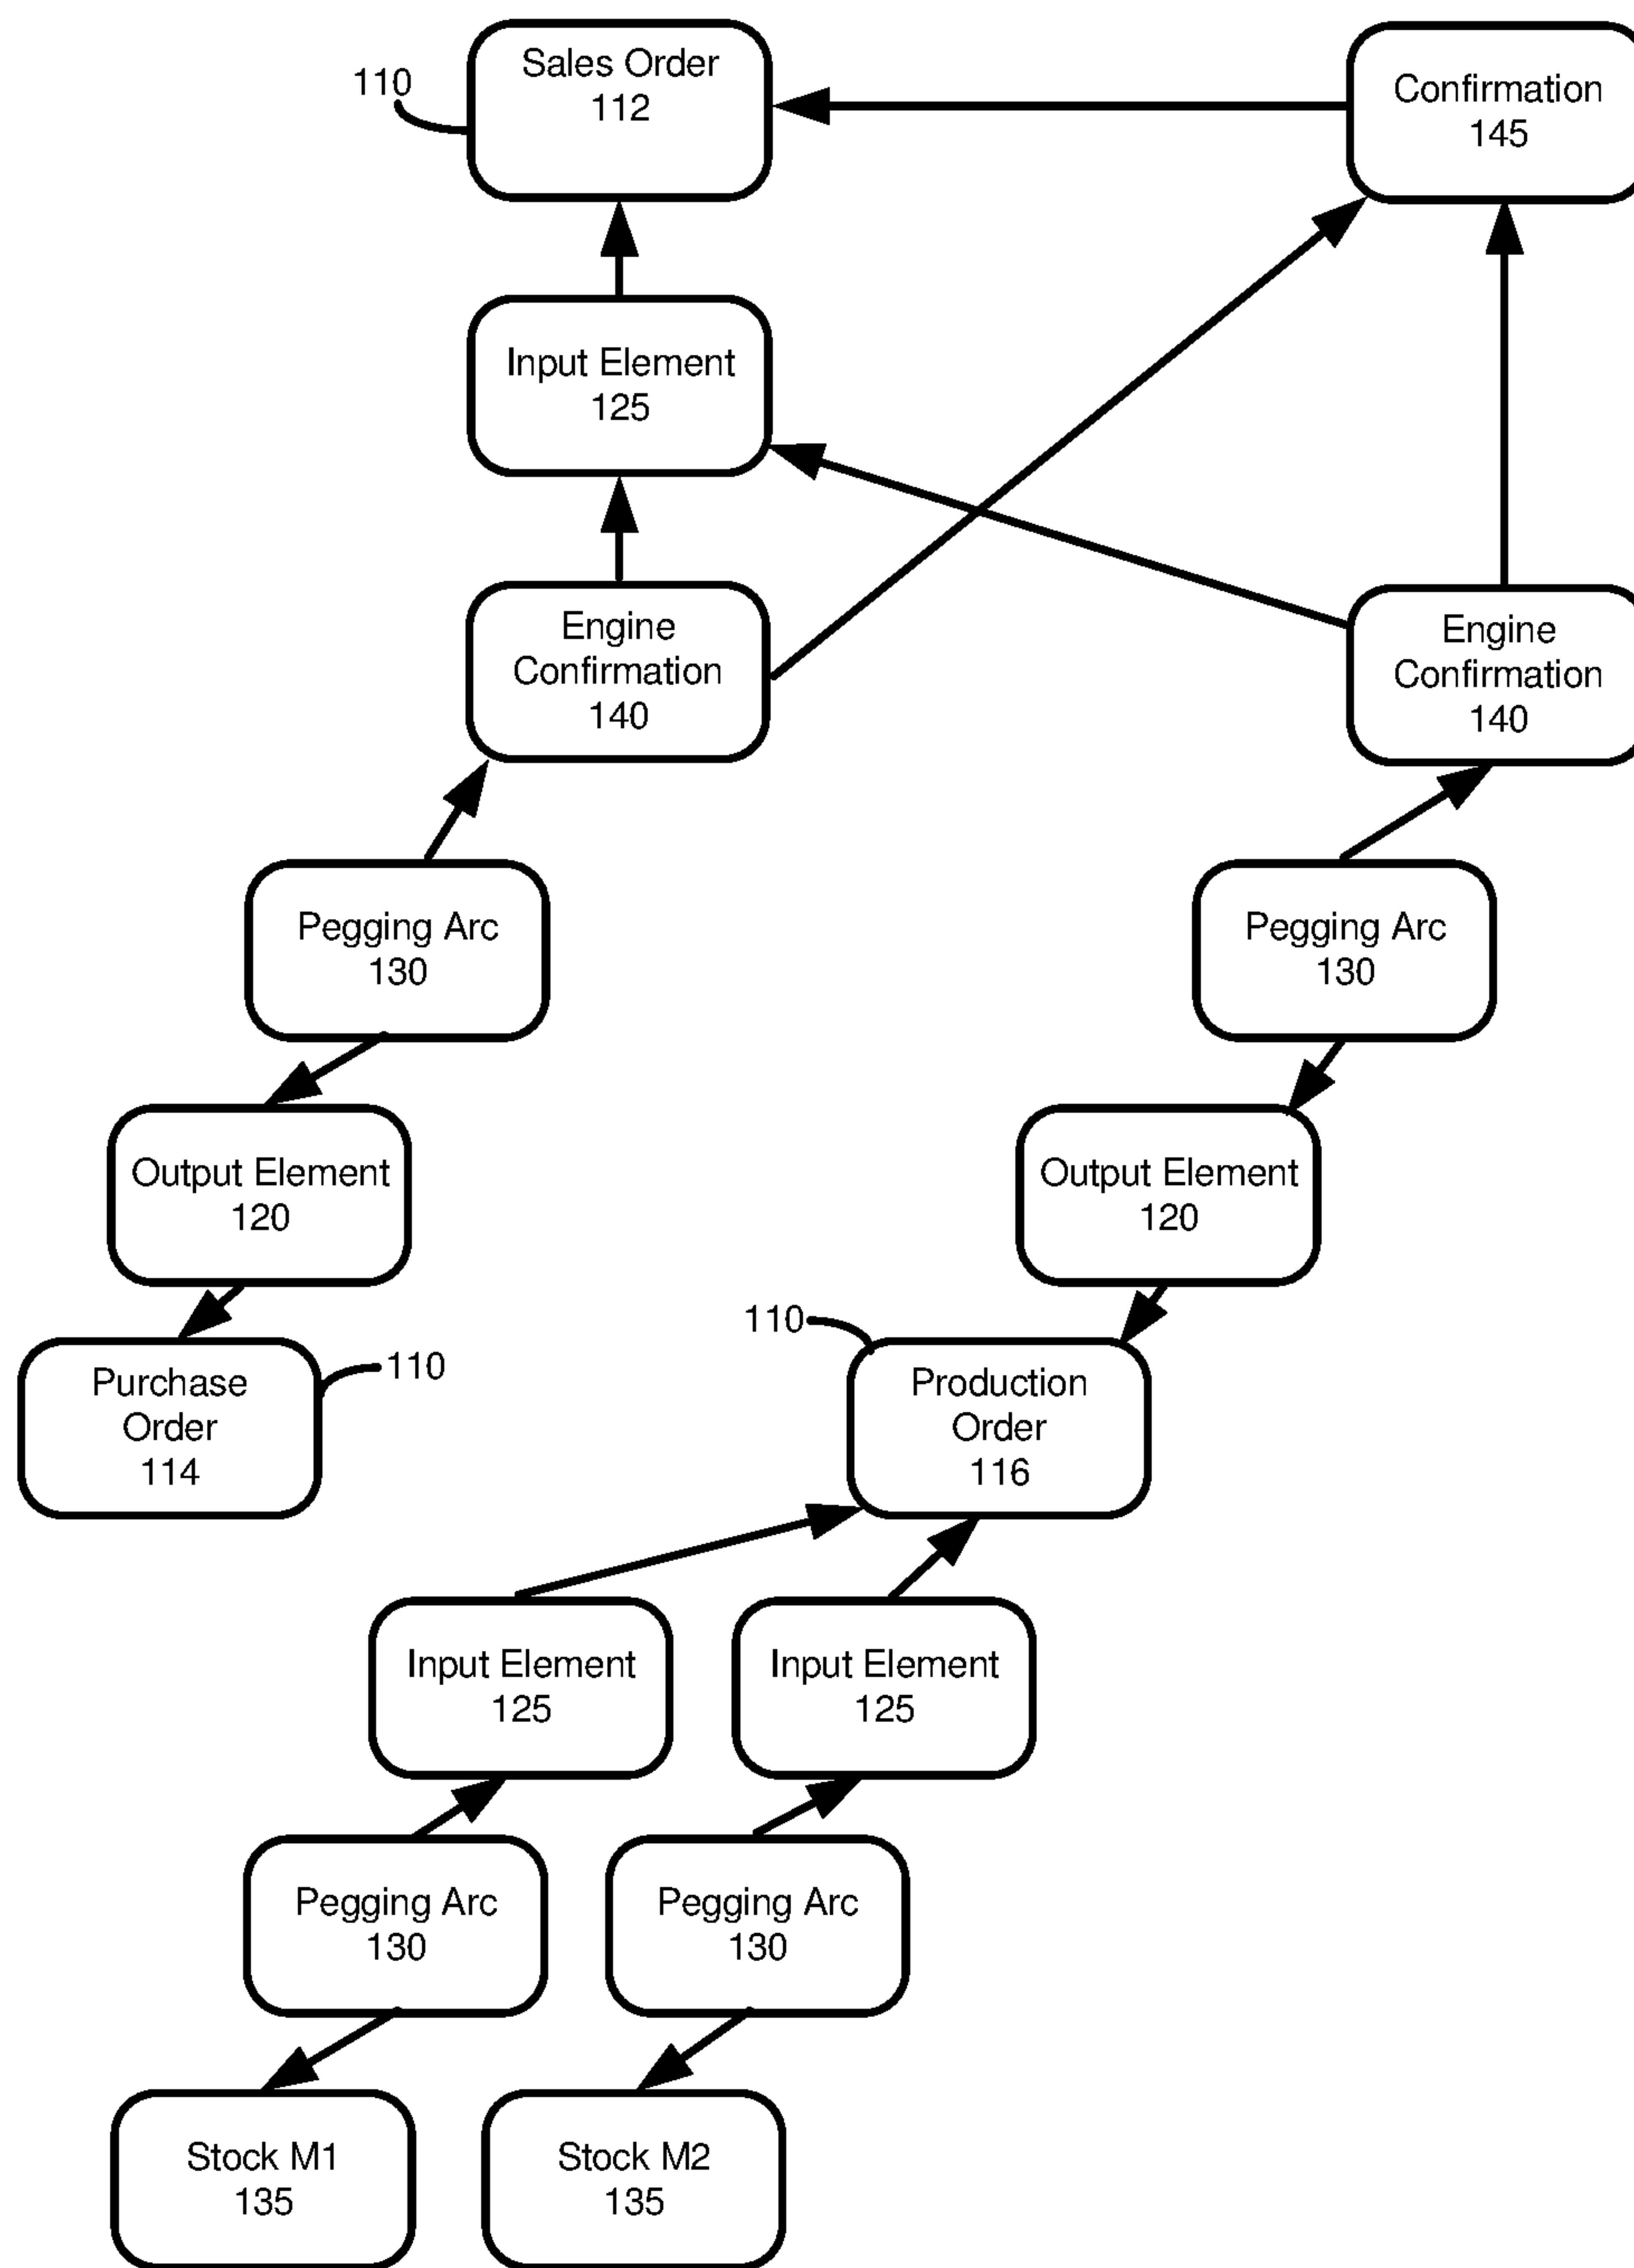 110
Sales Order
112
Confirmation
145
Input Element
125
Engine
Confirmation
140
Engine
Confirmation
140
Pegging Arc
130
Pegging Arc
130
Output Element
120
Output Element
120
110
Purchase
Order
114
110
Production
Order
116
Input Element
125
Input Element
125
Pegging Arc
130
Pegging Arc
130
Stock M1
135
Stock M2
135